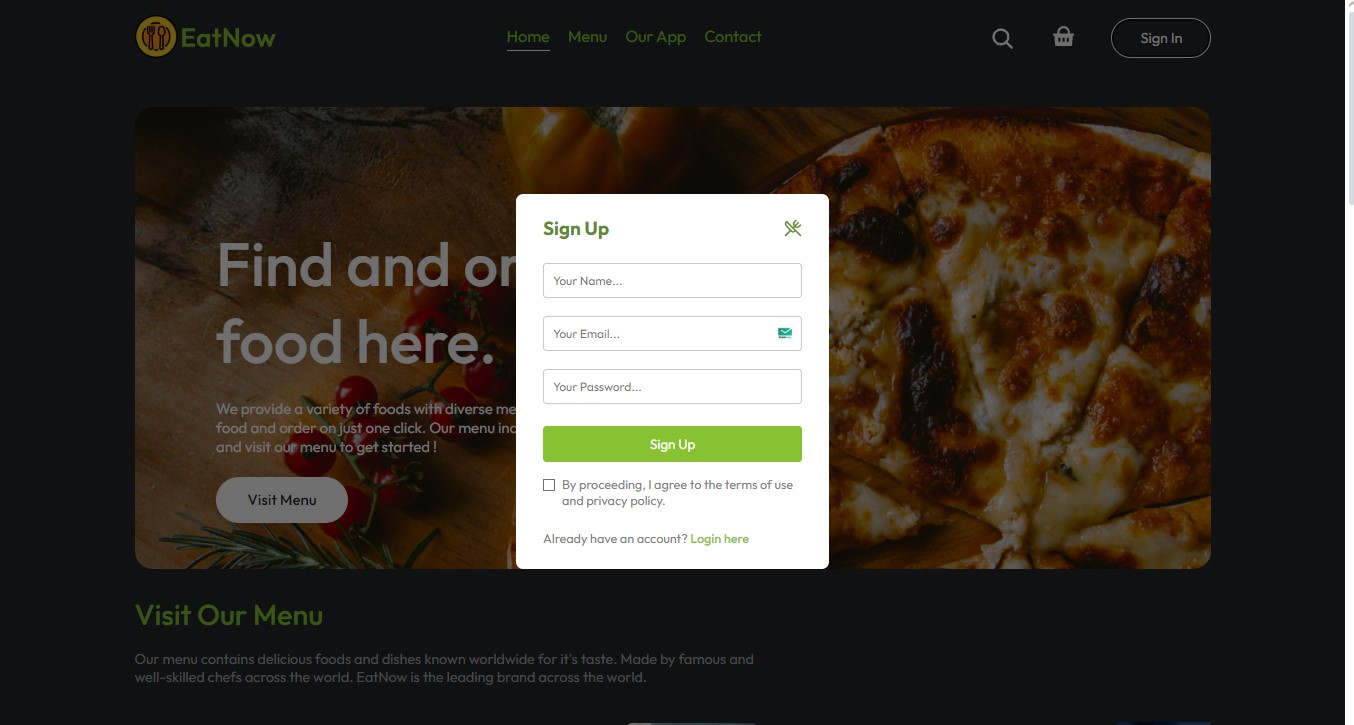 EatNow
Home Menu Our App Contact
Sign In
Find and or
food here.
We provide a variety of foods with diverse me
food and order on just one click. Our menu inc
and visit our menu to get started !
Visit Menu
Sign Up
Your Name...
Your Email...
Your Password...
Sign Up
By proceeding, I agree to the terms of use
and privacy policy.
Already have an account? Login here
Visit Our Menu
Our menu contains delicious foods and dishes known worldwide for it's taste. Made by famous and
well-skilled chefs across the world. EatNow is the leading brand across the world.